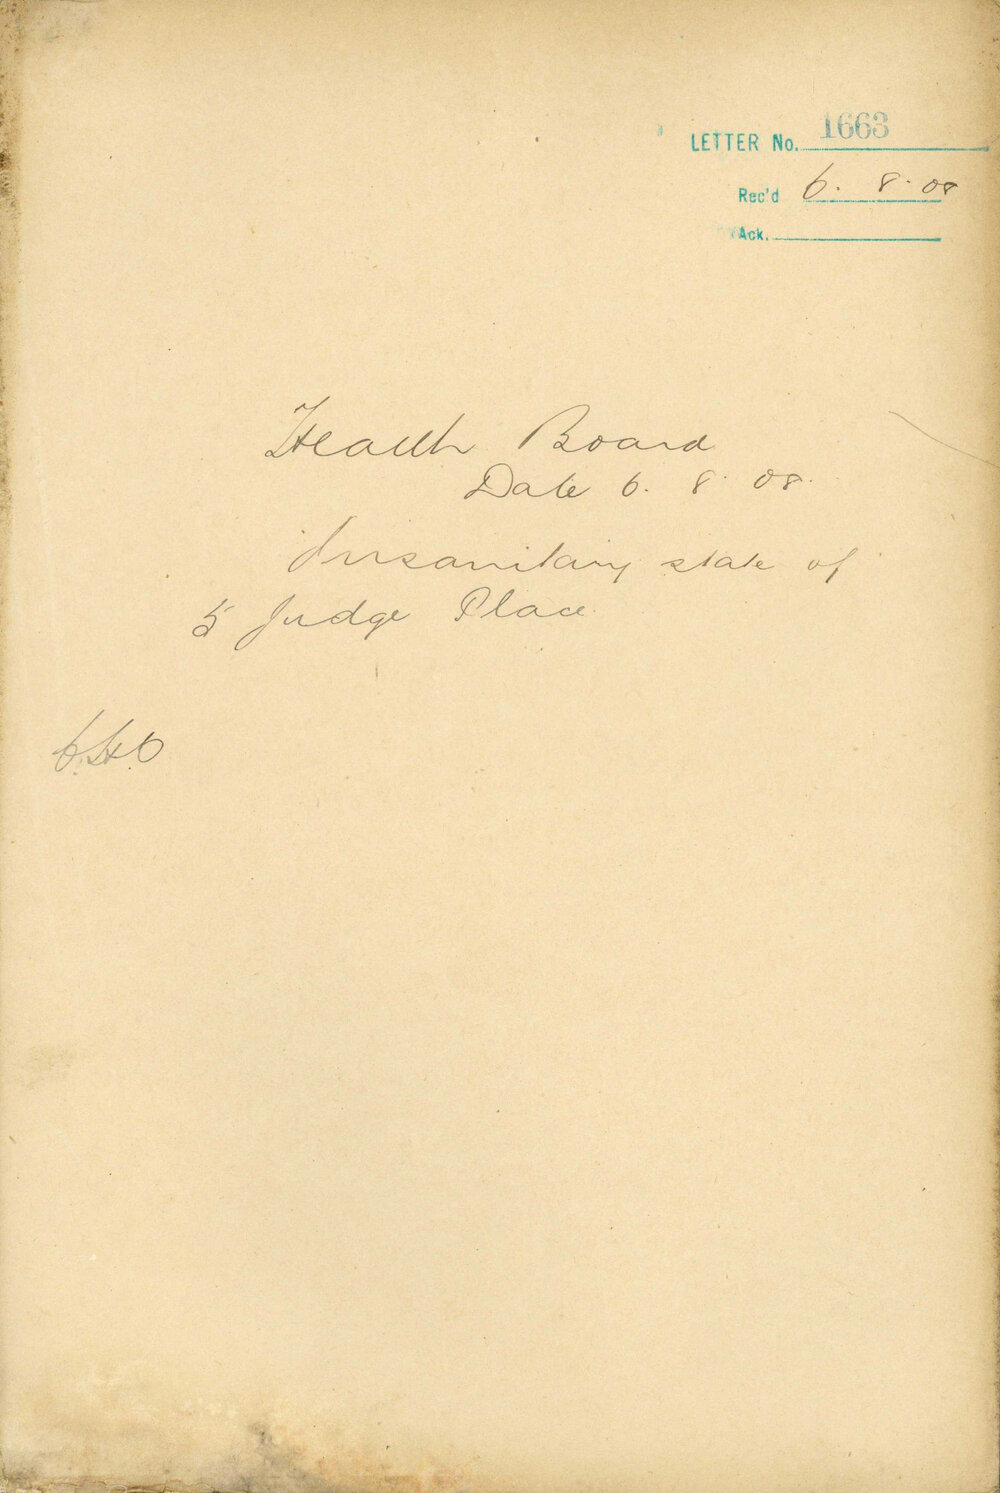 LETTER No. 1663
Rec'd 6. 8. 08
Ack.
Health Board
Date 6. 8. 08.
Insanitary state of
5 Judge Place